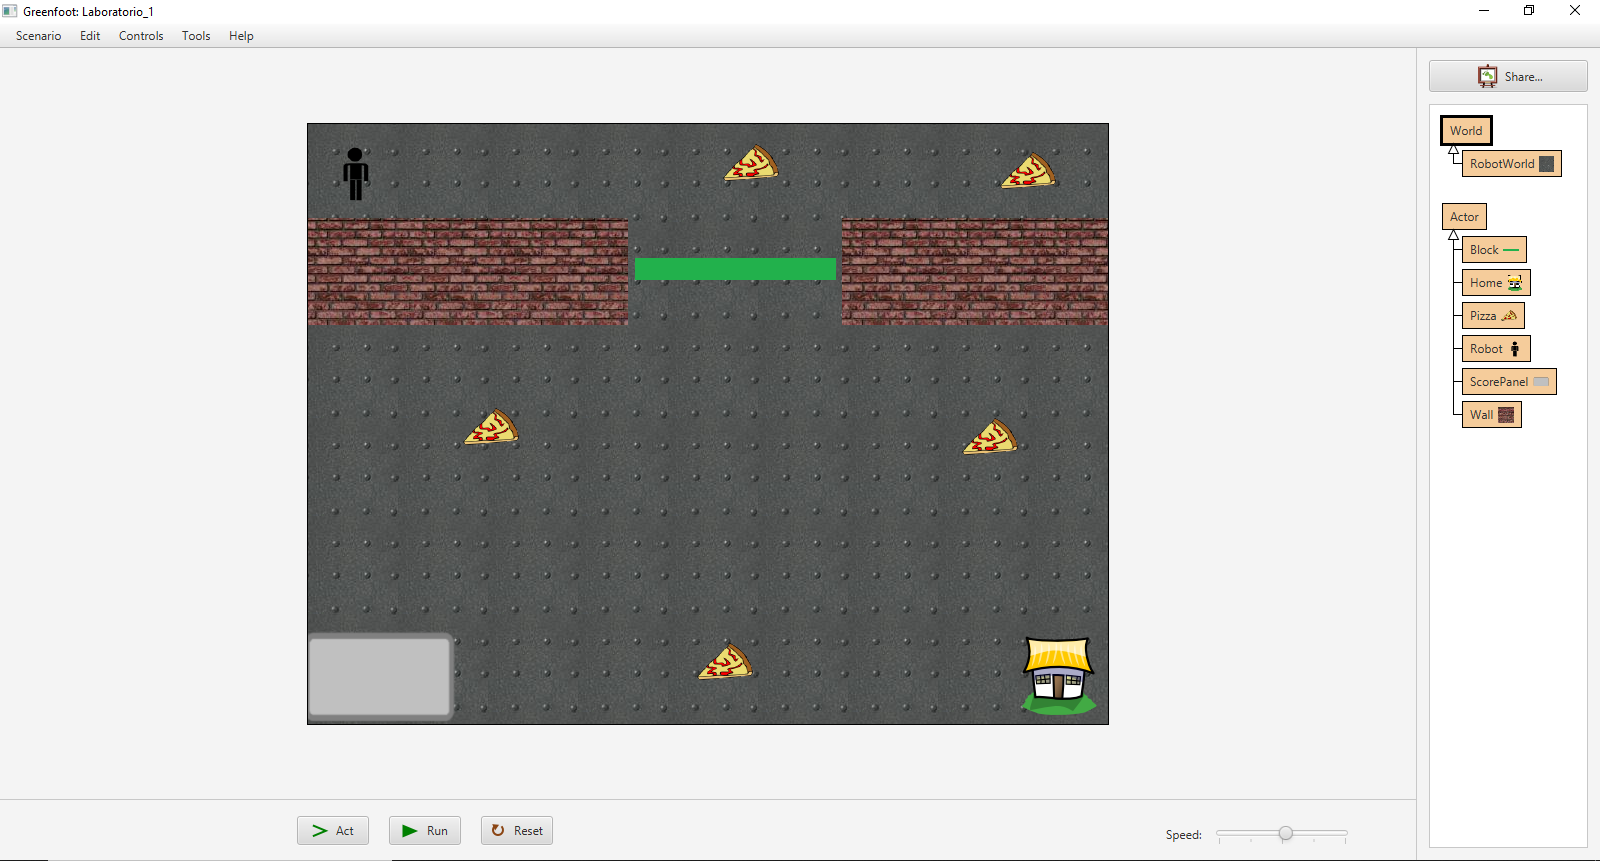 Greenfoot: Laboratorio_1
Scenario Edit Controls Tools Help
Share...
World
RobotWorld
Actor
Block
Home
Pizza
Robot
ScorePanel
Wall
Act Run Reset Speed: